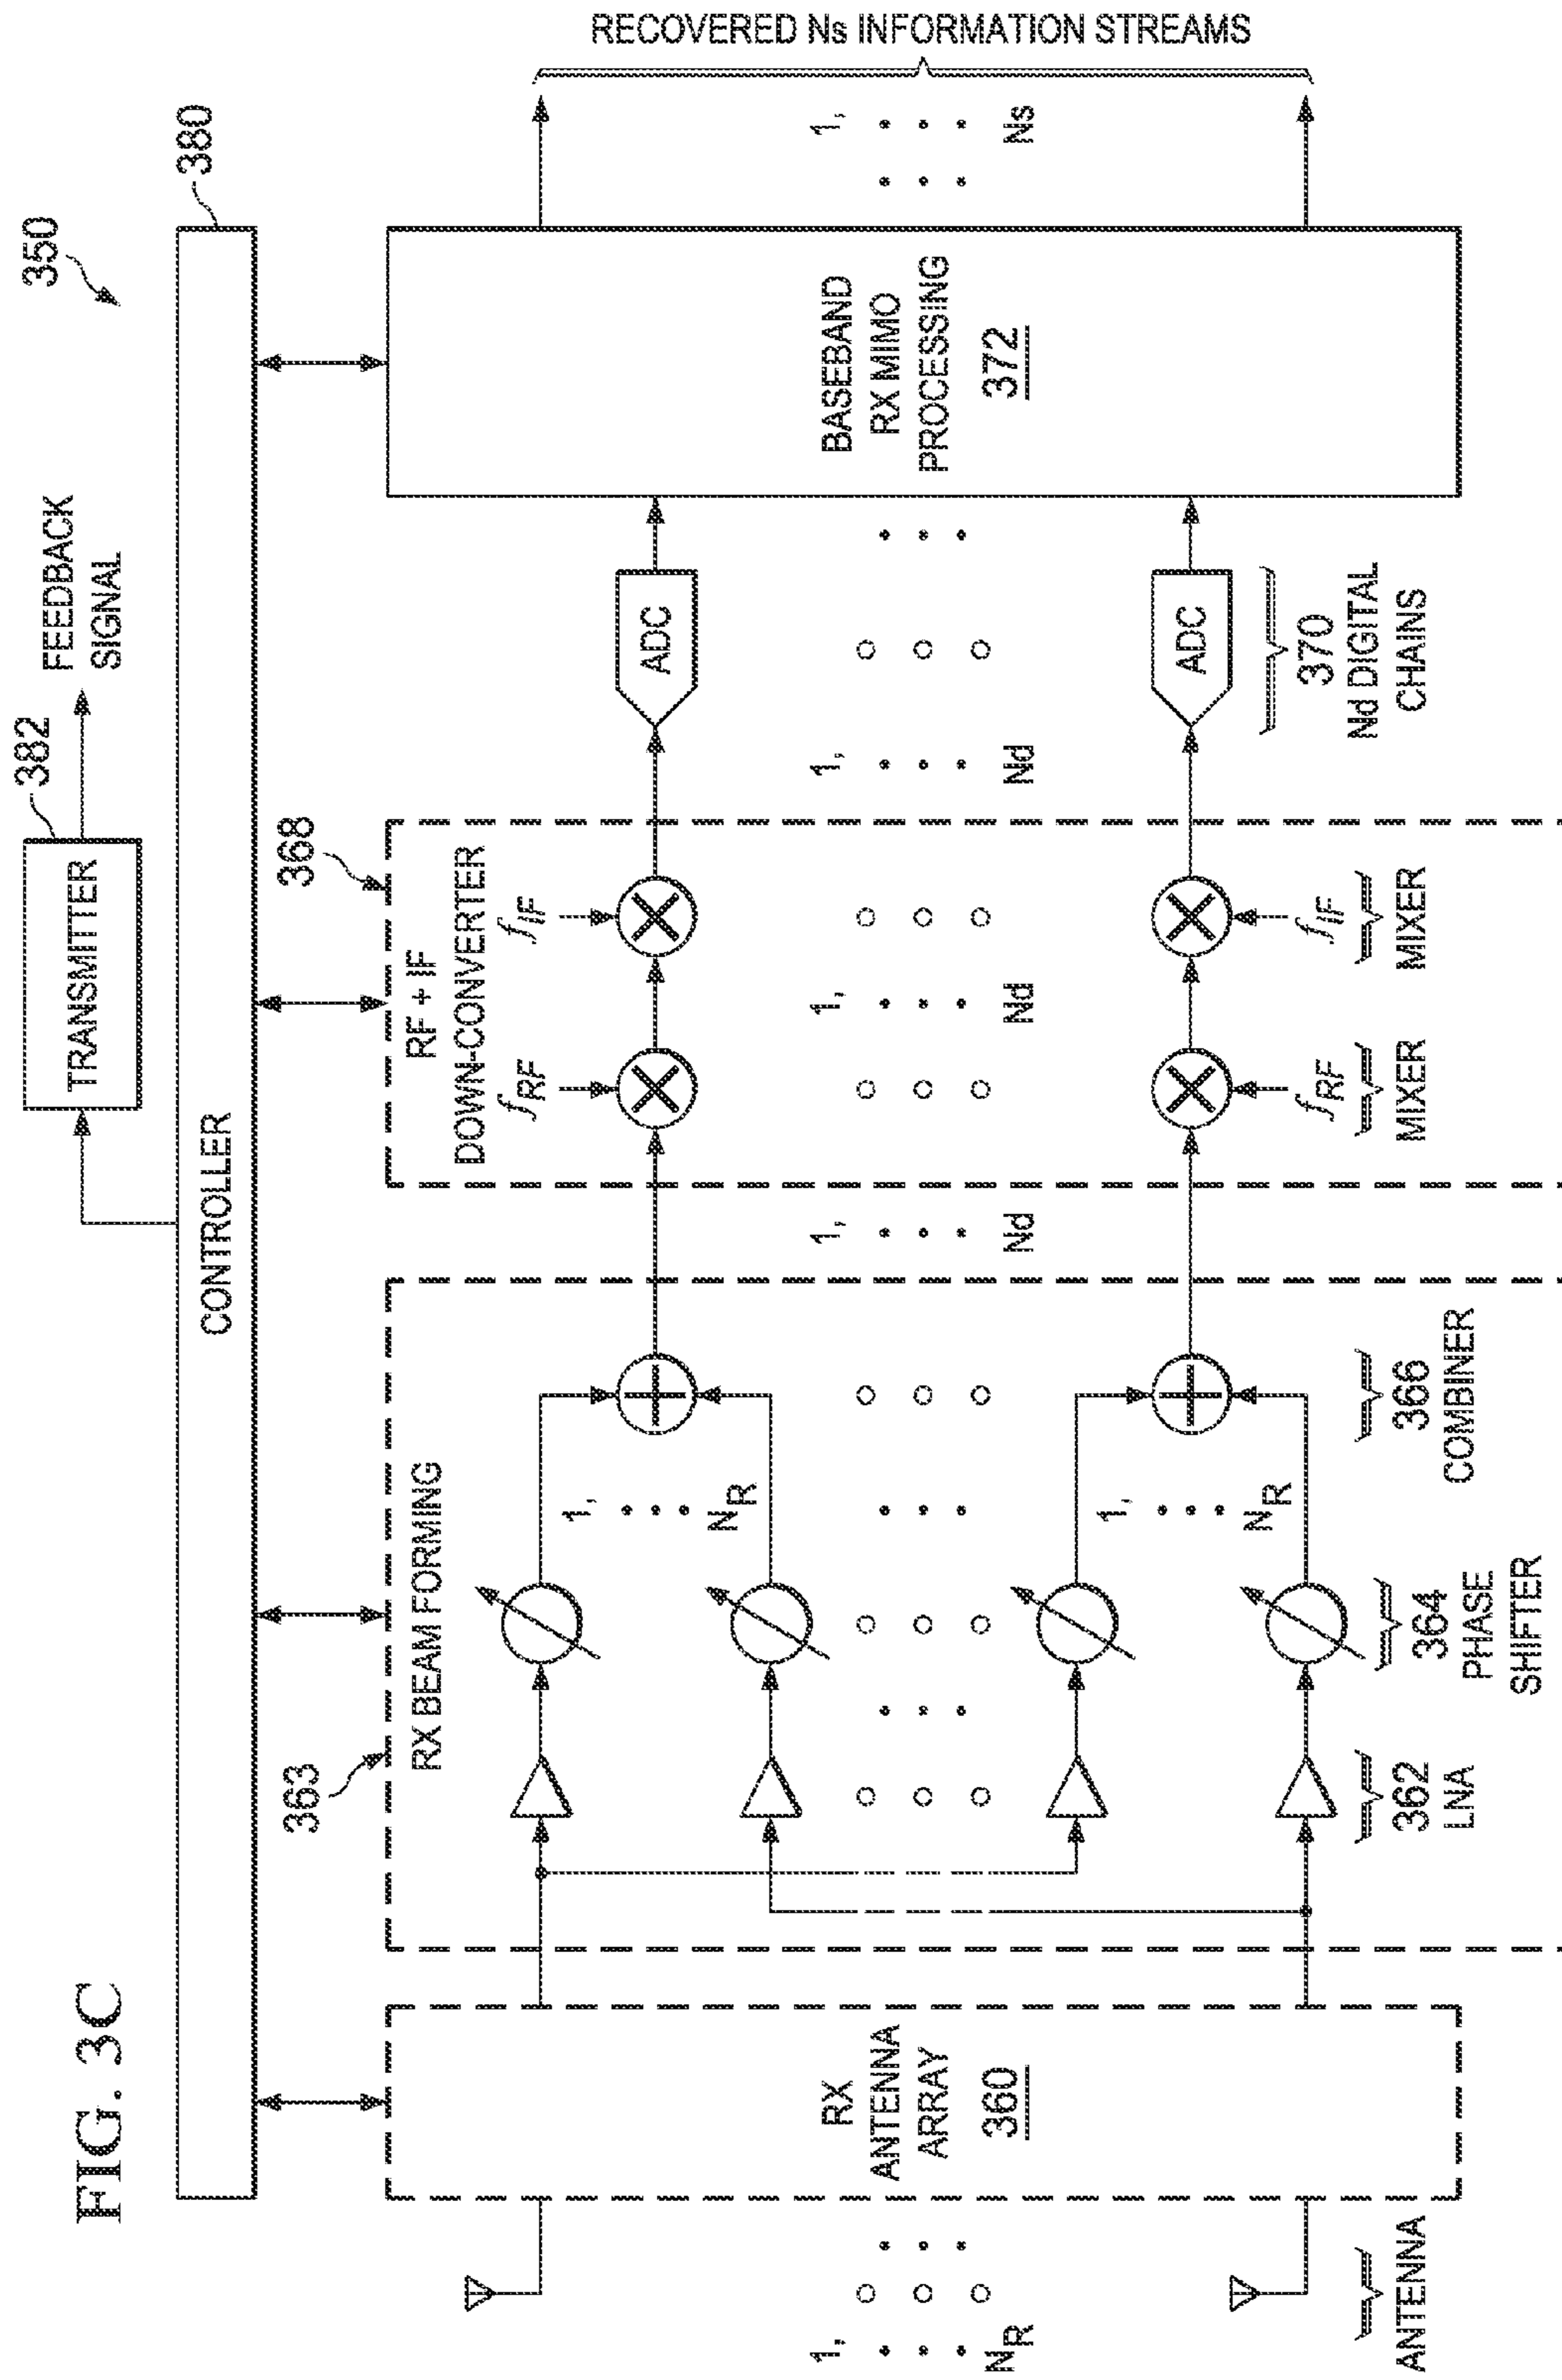 FIG. 3C
350
TRANSMITTER
382
FEEDBACK
SIGNAL
CONTROLLER
380
363
368
RX BEAM FORMING
RF + IF
DOWN-CONVERTER
RECOVERED Ns INFORMATION STREAMS
1,
NR
RX
ANTENNA
ARRAY
360
1,
NR
1,
NR
1,
Nd
fRF
fIF
1,
Nd
fRF
fIF
1,
Nd
ADC
ADC
BASEBAND
RX MIMO
PROCESSING
372
1,
Ns
ANTENNA
362
LNA
364
PHASE
SHIFTER
366
COMBINER
MIXER
MIXER
370
Nd DIGITAL
CHAINS